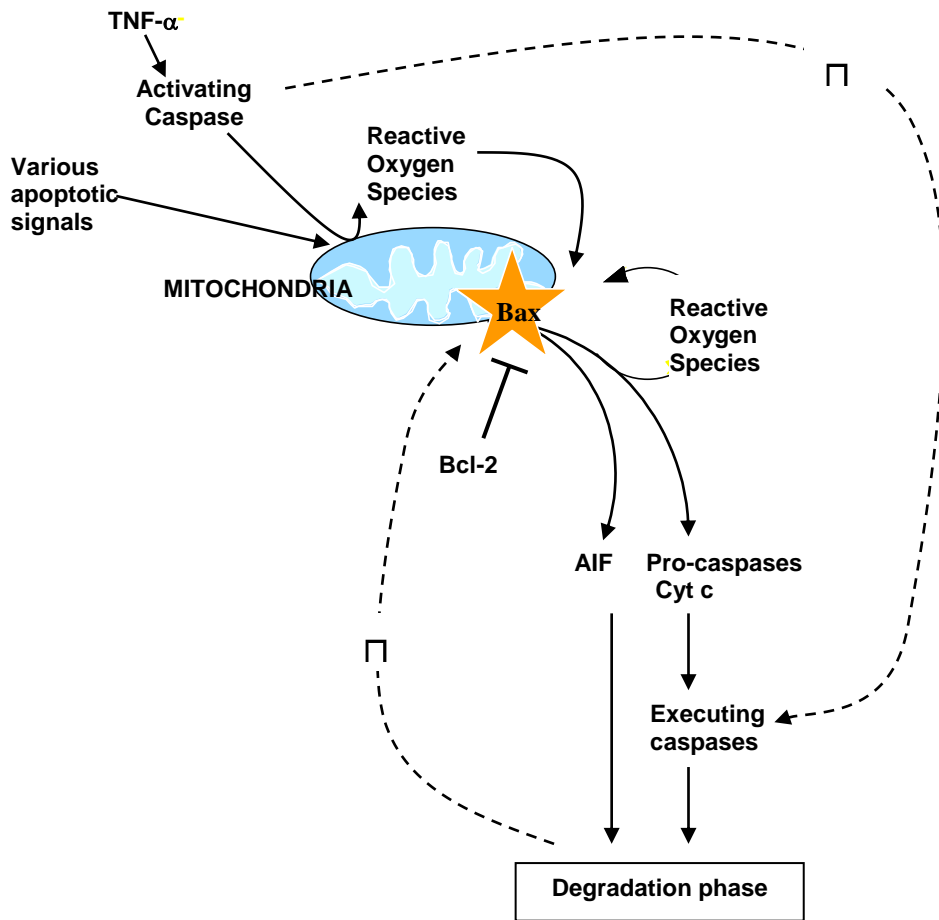 TNF-α
Activating
Caspase
Reactive
Oxygen
Species
Various
apoptotic
signals
MITOCHONDRIA
Bax
Reactive
Oxygen
Species
Bcl-2
AIF
Pro-caspases
Cyt c
Executing
caspases
Degradation phase